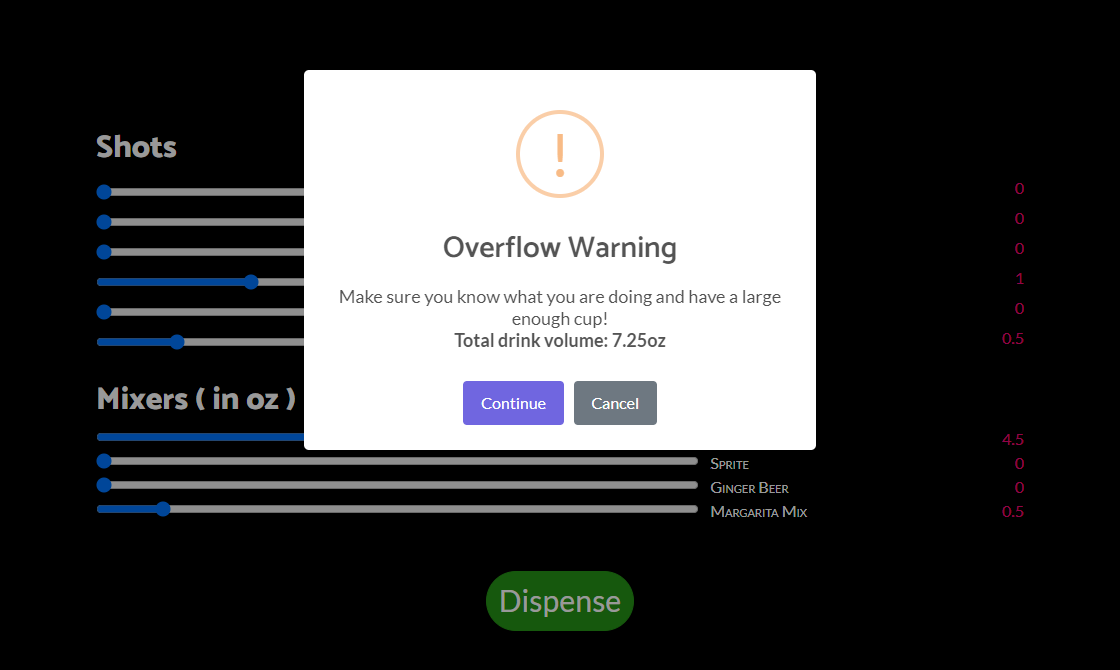 Shots
0
0
0
1
0
0.5
!
Overflow Warning
Make sure you know what you are doing and have a large
enough cup!
Total drink volume: 7.25oz
Continue Cancel
Mixers ( in oz )
4.5
Sprite 0
Ginger Beer 0
Margarita Mix 0.5
Dispense